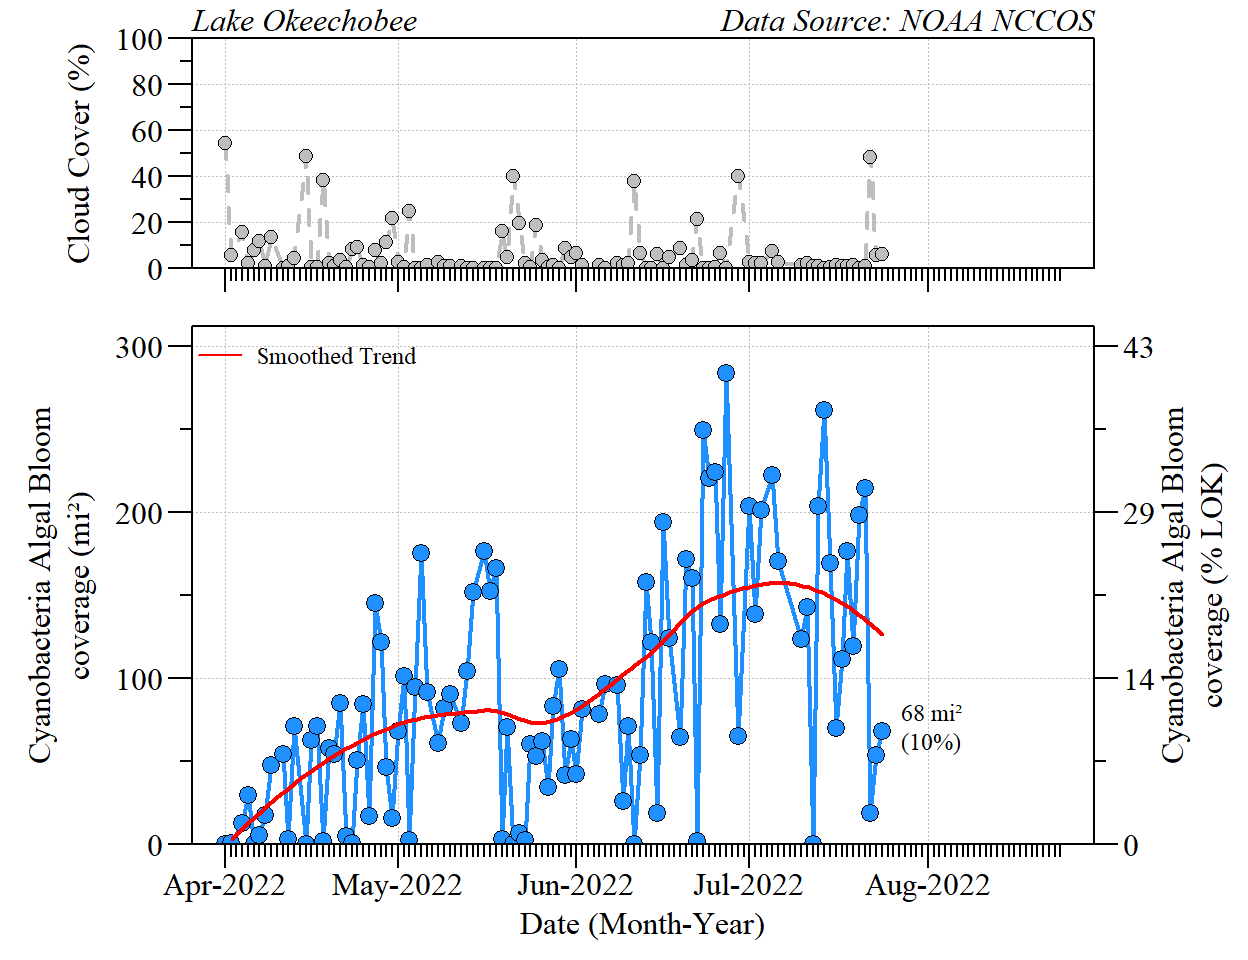 Lake Okeechobee Data Source: NOAA NCCOS
Cloud Cover (%)
100
80
60
40
20
0
Smoothed Trend
Cyanobacteria Algal Bloom
coverage (mi²)
300
200
100
0
43
29
14
0
Cyanobacteria Algal Bloom
coverage (% LOK)
68 mi²
(10%)
Apr-2022 May-2022 Jun-2022 Jul-2022 Aug-2022
Date (Month-Year)